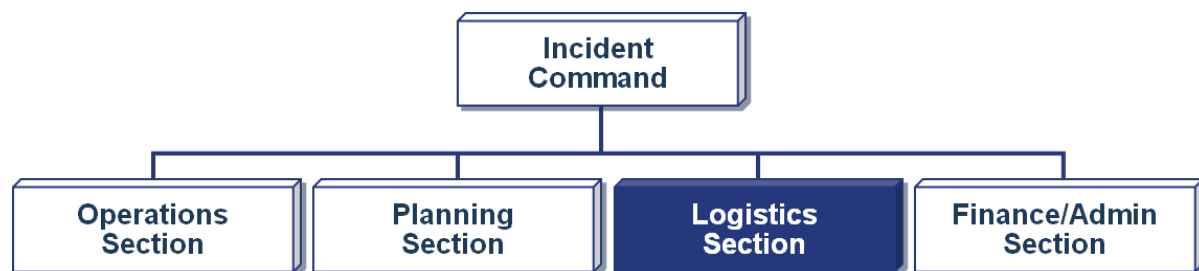 Incident
Command
Operations
Section
Planning
Section
Logistics
Section
Finance/Admin
Section